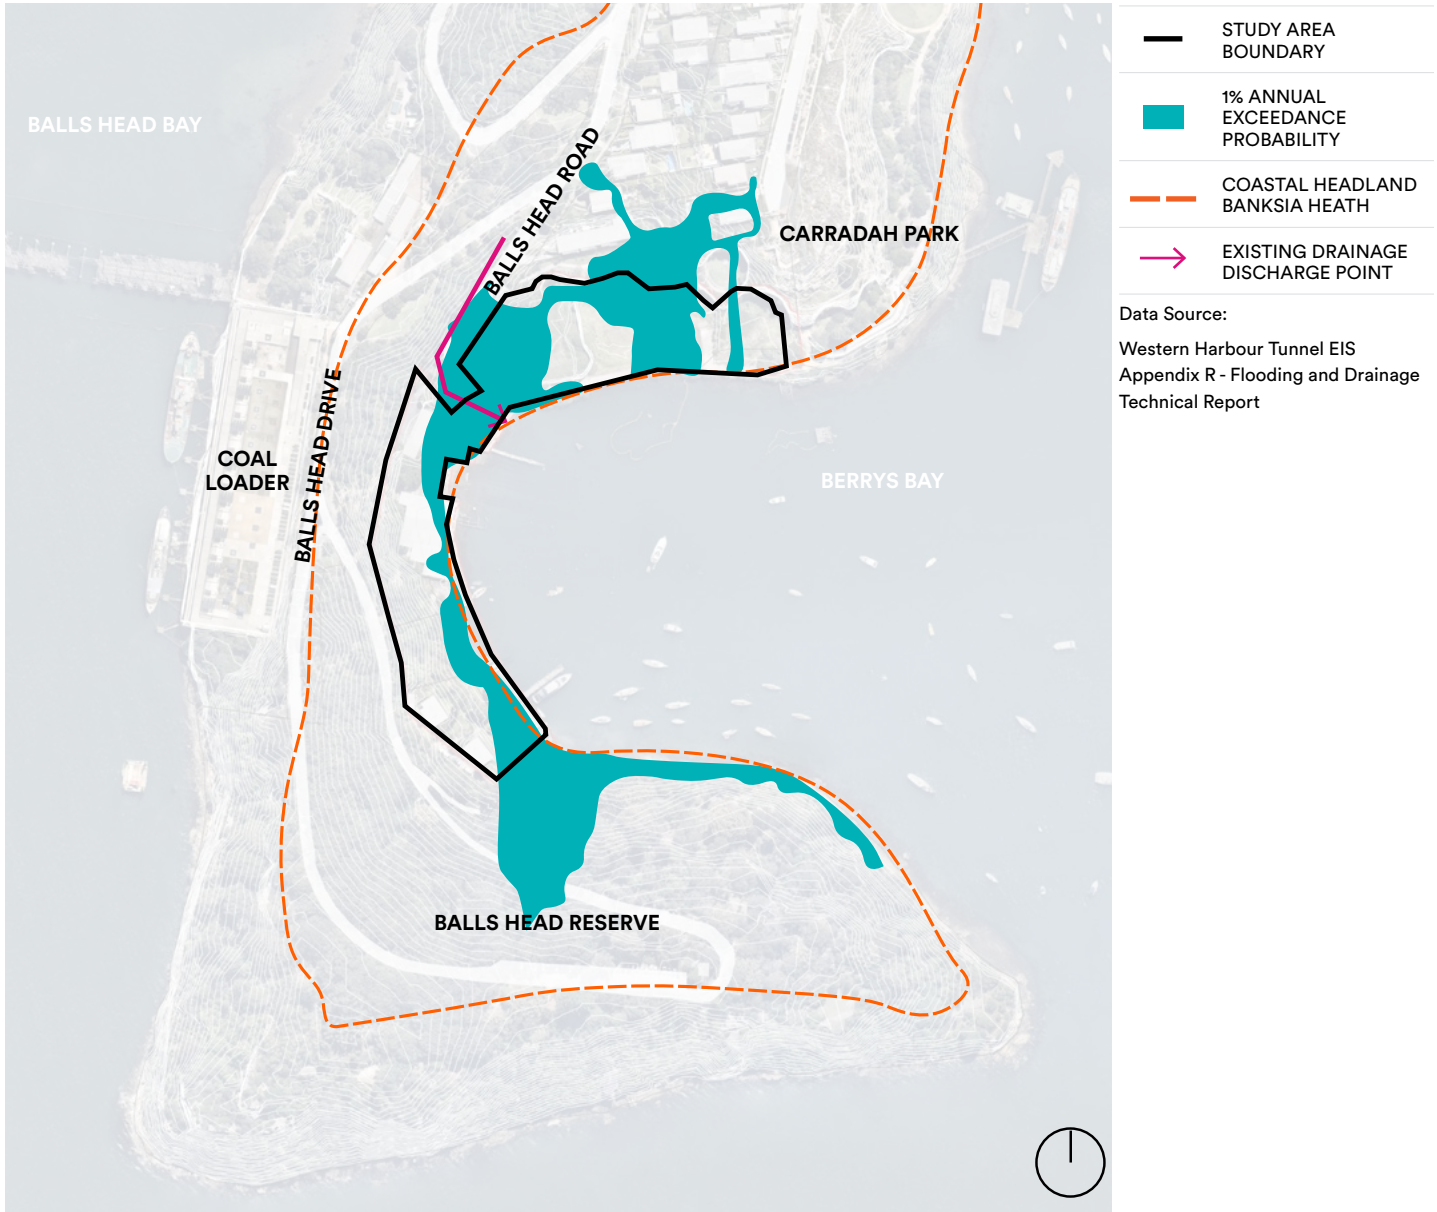 BALLS HEAD BAY
BALLS HEAD ROAD
CARRADAH PARK
COAL
LOADER
BALLS HEAD DRIVE
BERRYS BAY
BALLS HEAD RESERVE
STUDY AREA
BOUNDARY
1% ANNUAL
EXCEEDANCE
PROBABILITY
COASTAL HEADLAND
BANKSIA HEATH
EXISTING DRAINAGE
DISCHARGE POINT
Data Source:
Western Harbour Tunnel EIS
Appendix R - Flooding and Drainage
Technical Report